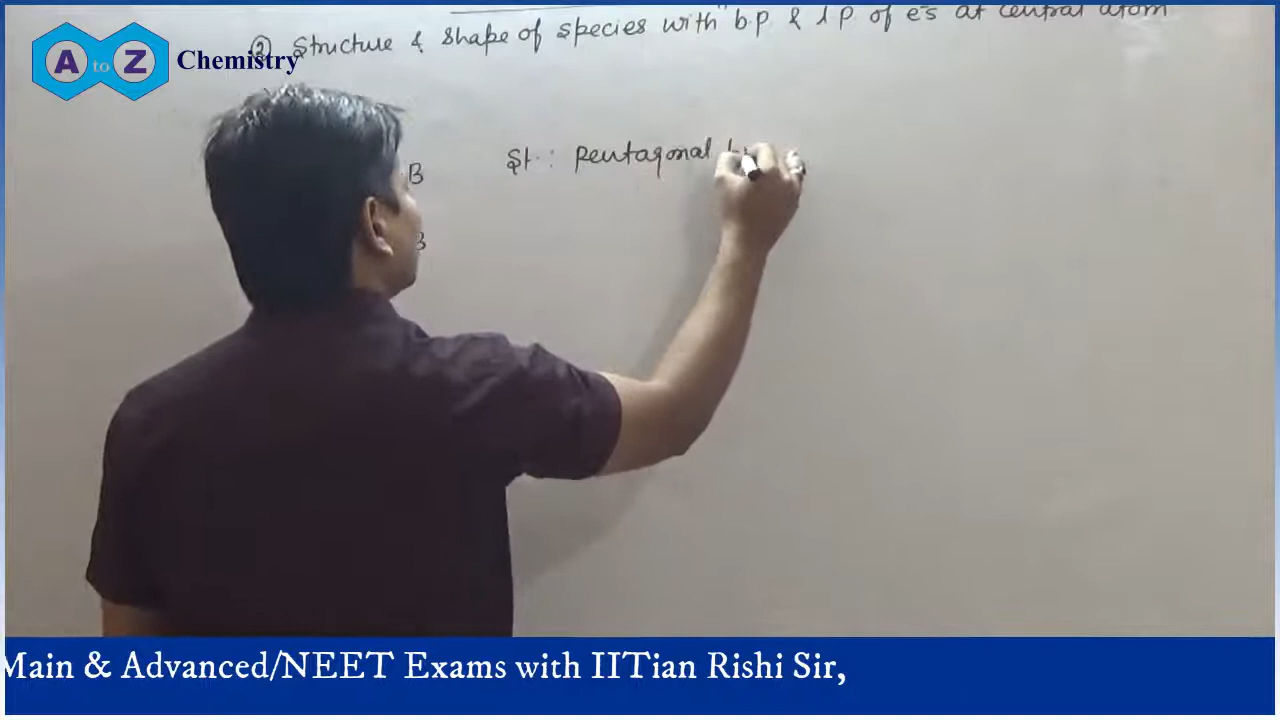 ② Structure & Shape of species with b.p & l.p. of e⁻s at central atom
A to Z Chemistry
B
St. : Pentagonal
B
Main & Advanced/NEET Exams with IITian Rishi Sir,